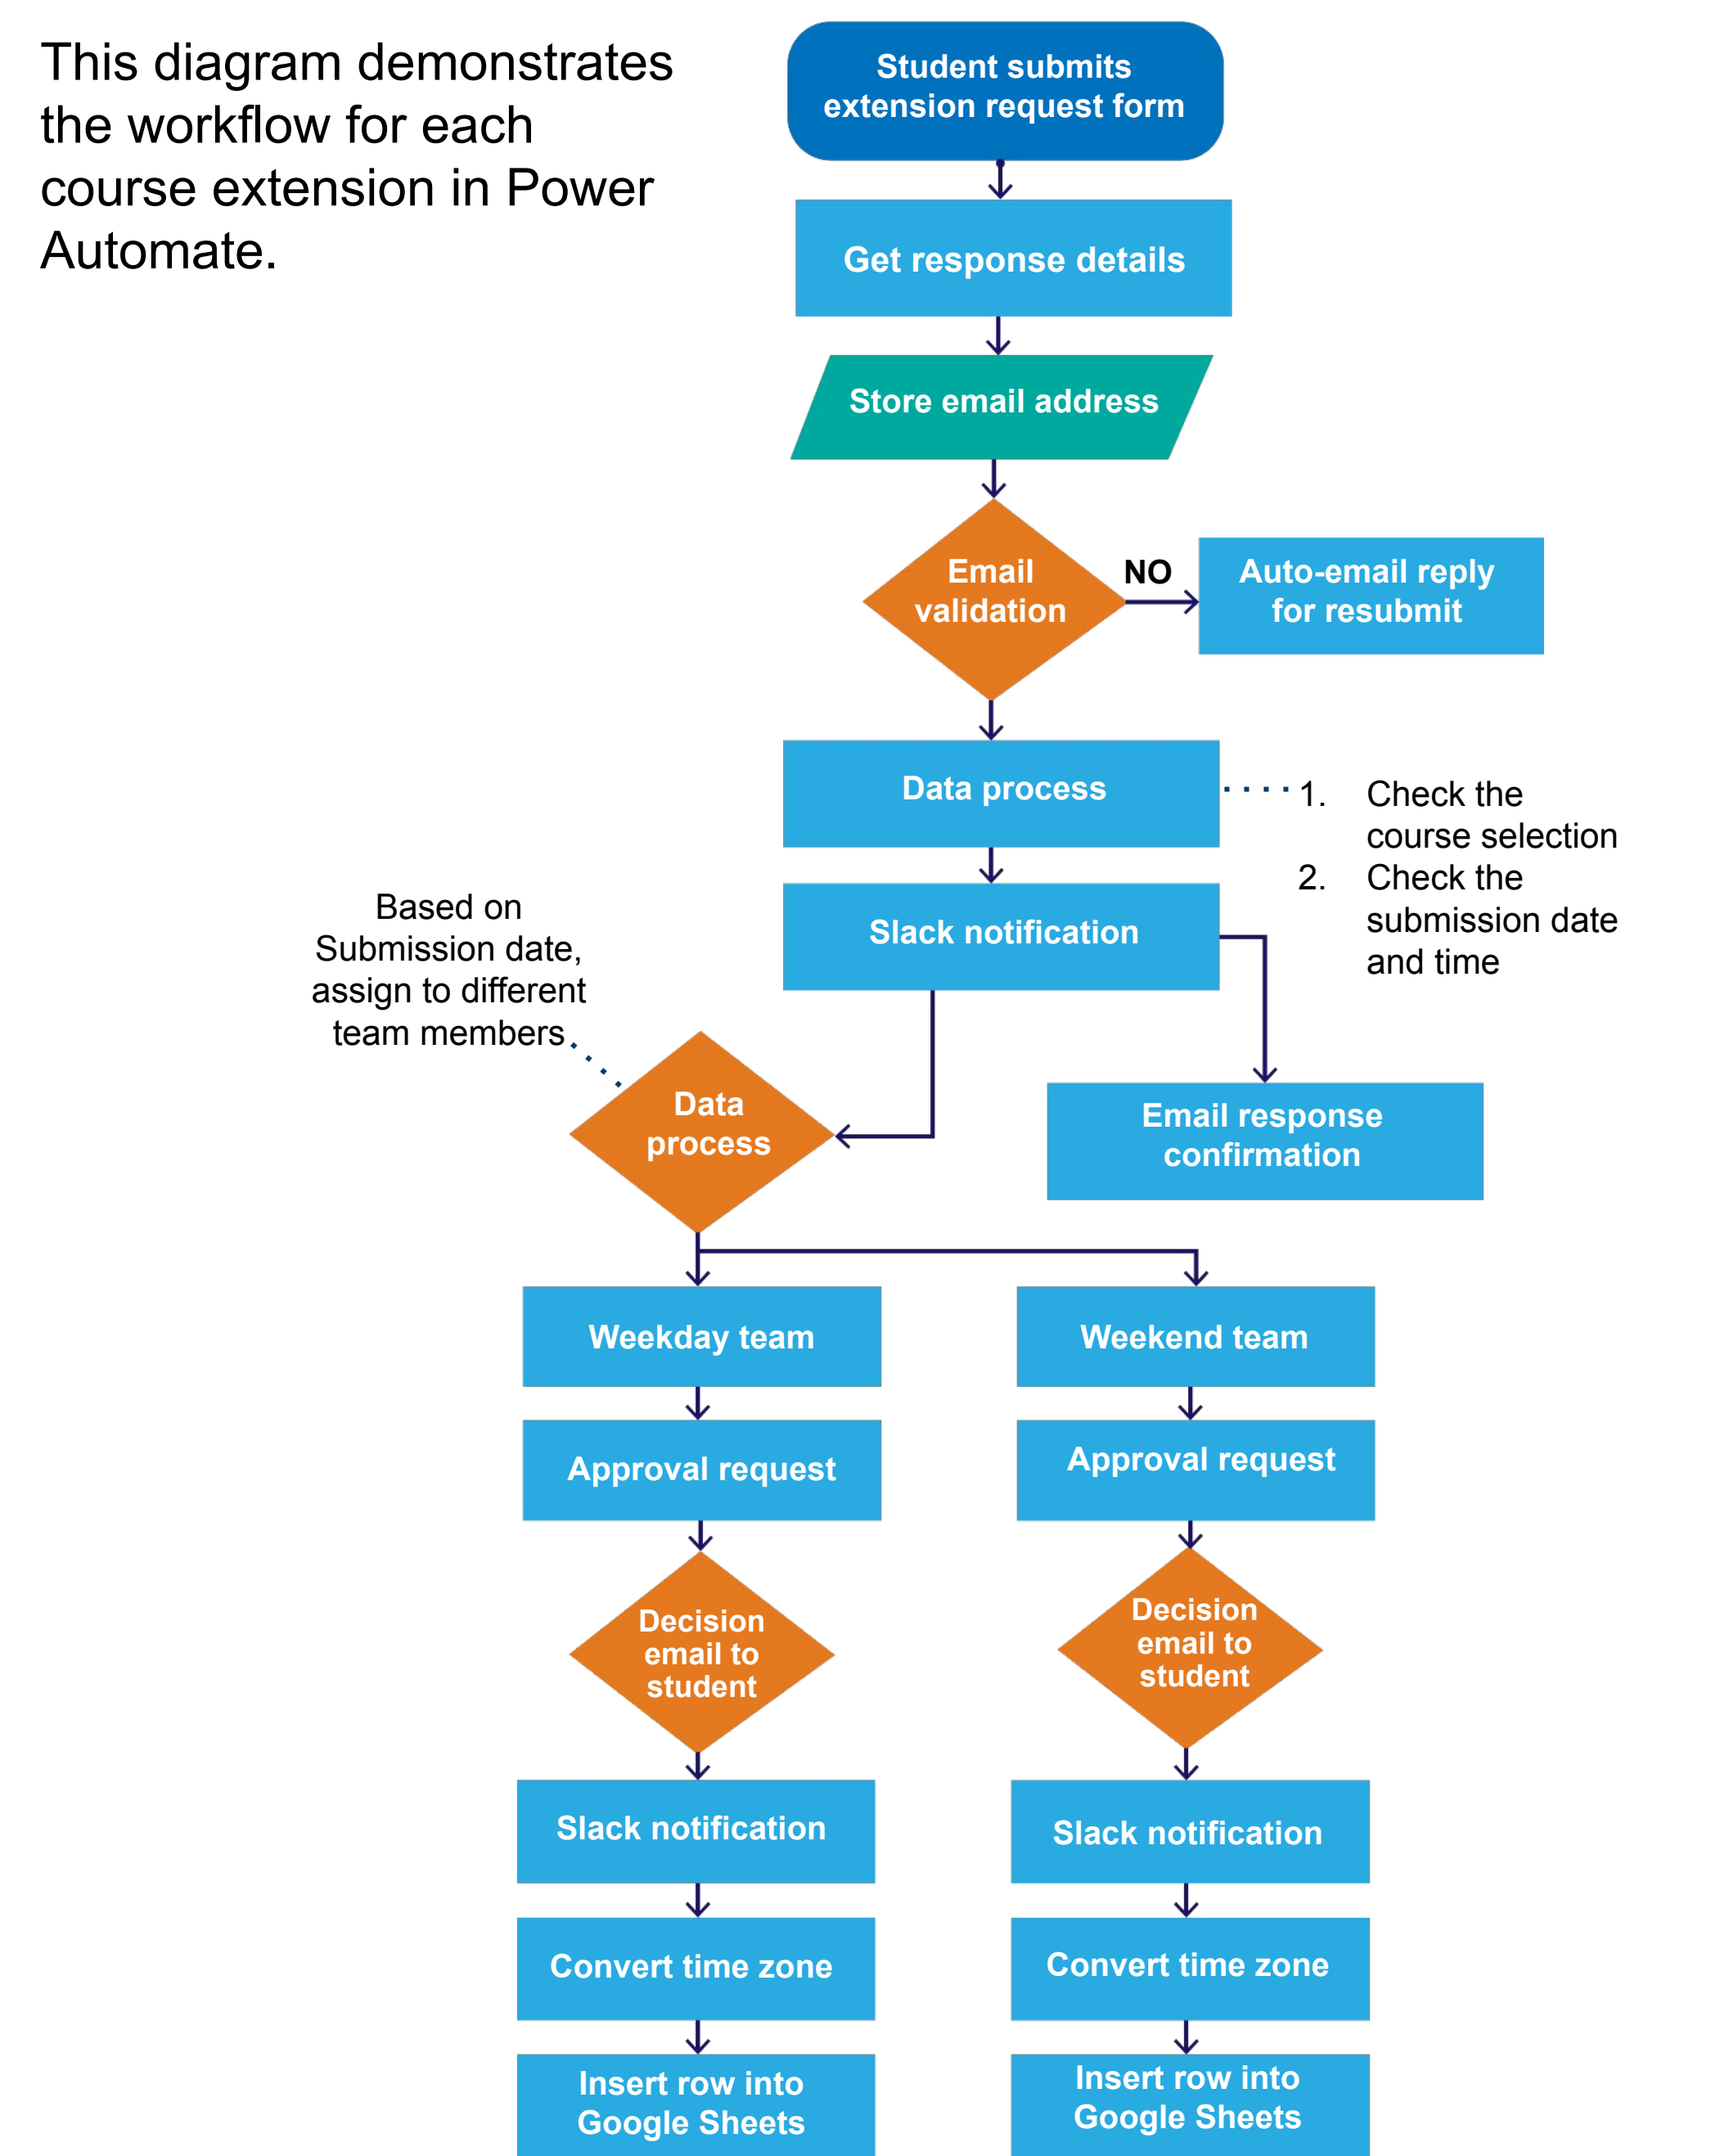 This diagram demonstrates
the workflow for each
course extension in Power
Automate.
Student submits
extension request form
Get response details
Store email address
Email
validation
NO
Auto-email reply
for resubmit
Data process
1. Check the
course selection
2. Check the
submission date
and time
Slack notification
Based on
Submission date,
assign to different
team members
Data
process
Email response
confirmation
Weekday team
Weekend team
Approval request
Approval request
Decision
email to
student
Decision
email to
student
Slack notification
Slack notification
Convert time zone
Convert time zone
Insert row into
Google Sheets
Insert row into
Google Sheets